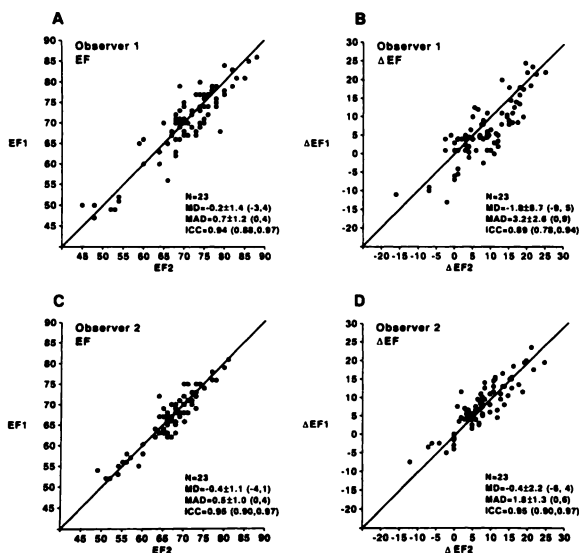 A
Observer 1
EF
90
85
80
75
70
65
60
55
50
45
EF1
N=23
MD=-0.2±1.4 (-3,4)
MAD=0.7±1.2 (0,4)
ICC=0.94 (0.88,0.97)
45 50 55 60 65 70 75 80 85 90
EF2
B
Observer 1
ΔEF
30
25
20
15
10
5
0
-5
-10
-15
-20
ΔEF1
N=23
MD=-1.8±5.7 (-9, 5)
MAD=3.2±2.6 (0,9)
ICC=0.89 (0.78,0.94)
-20 -15 -10 -5 0 5 10 15 20 25 30
ΔEF2
C
Observer 2
EF
90
85
80
75
70
65
60
55
50
45
40
EF1
N=23
MD=-0.4±1.1 (-4,1)
MAD=0.5±1.0 (0,4)
ICC=0.95 (0.90,0.97)
45 50 55 60 65 70 75 80 85 90
EF2
D
Observer 2
ΔEF
30
25
20
15
10
5
0
-5
-10
-15
-20
ΔEF1
N=23
MD=-0.4±2.2 (-6, 4)
MAD=1.8±1.3 (0,6)
ICC=0.95 (0.90,0.97)
-20 -15 -10 -5 0 5 10 15 20 25 30
ΔEF2